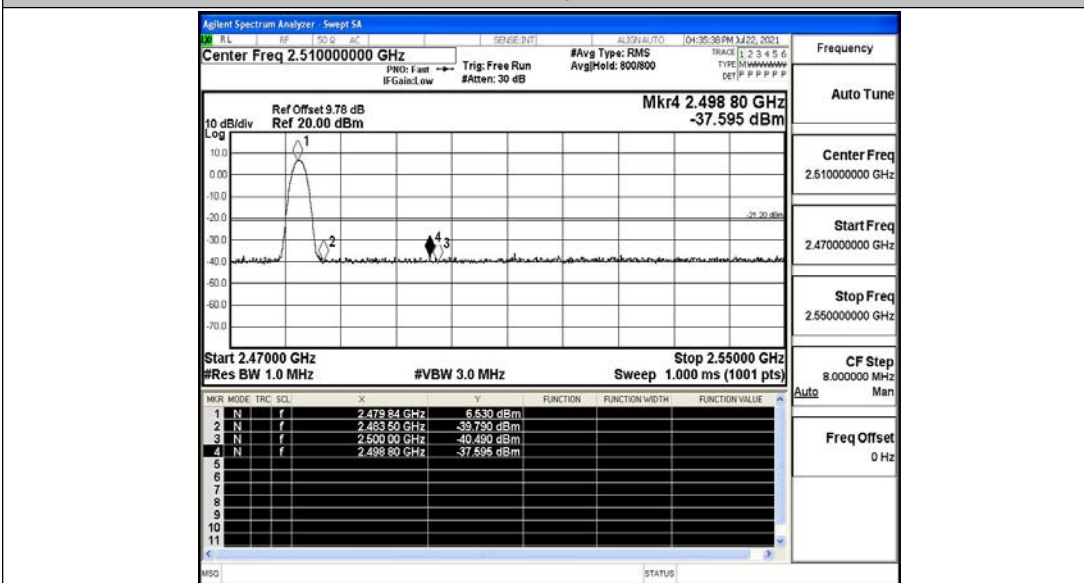 Agilent Spectrum Analyzer - Swept SA
RL RF 50 Ω AC SENSE:INT ALIGN AUTO 04:35:38 PM Jul 22, 2021
Center Freq 2.510000000 GHz
PNO: Fast
IFGain:Low
Trig: Free Run
#Atten: 30 dB
#Avg Type: RMS
Avg|Hold: 800/800
TRACE 1 2 3 4 5 6
TYPE M
DET P P P P P P
Frequency
Auto Tune
Center Freq
2.510000000 GHz
Start Freq
2.470000000 GHz
Stop Freq
2.550000000 GHz
CF Step
8.000000 MHz
Auto Man
Freq Offset
0 Hz
Mkr4 2.498 80 GHz
-37.595 dBm
Ref Offset 9.78 dB
10 dB/div Ref 20.00 dBm
Log
10.0
0.00
-10.0
-20.0
-30.0
-40.0
-50.0
-60.0
-70.0
1
2
4
3
-21.20 dBm
Start 2.47000 GHz Stop 2.55000 GHz
#Res BW 1.0 MHz #VBW 3.0 MHz Sweep 1.000 ms (1001 pts)
MKR MODE TRC SCL X Y FUNCTION FUNCTION WIDTH FUNCTION VALUE
1 N f 2.479 84 GHz 6.530 dBm
2 N f 2.483 50 GHz -39.790 dBm
3 N f 2.500 00 GHz -40.490 dBm
4 N f 2.498 80 GHz -37.595 dBm
5
6
7
8
9
10
11
MSG STATUS